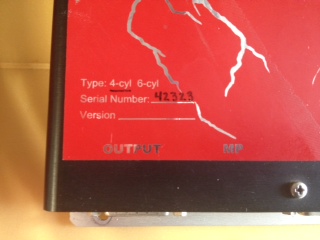 Type: 4-cyl 6-cyl
Serial Number: 42323
Version
OUTPUT MP